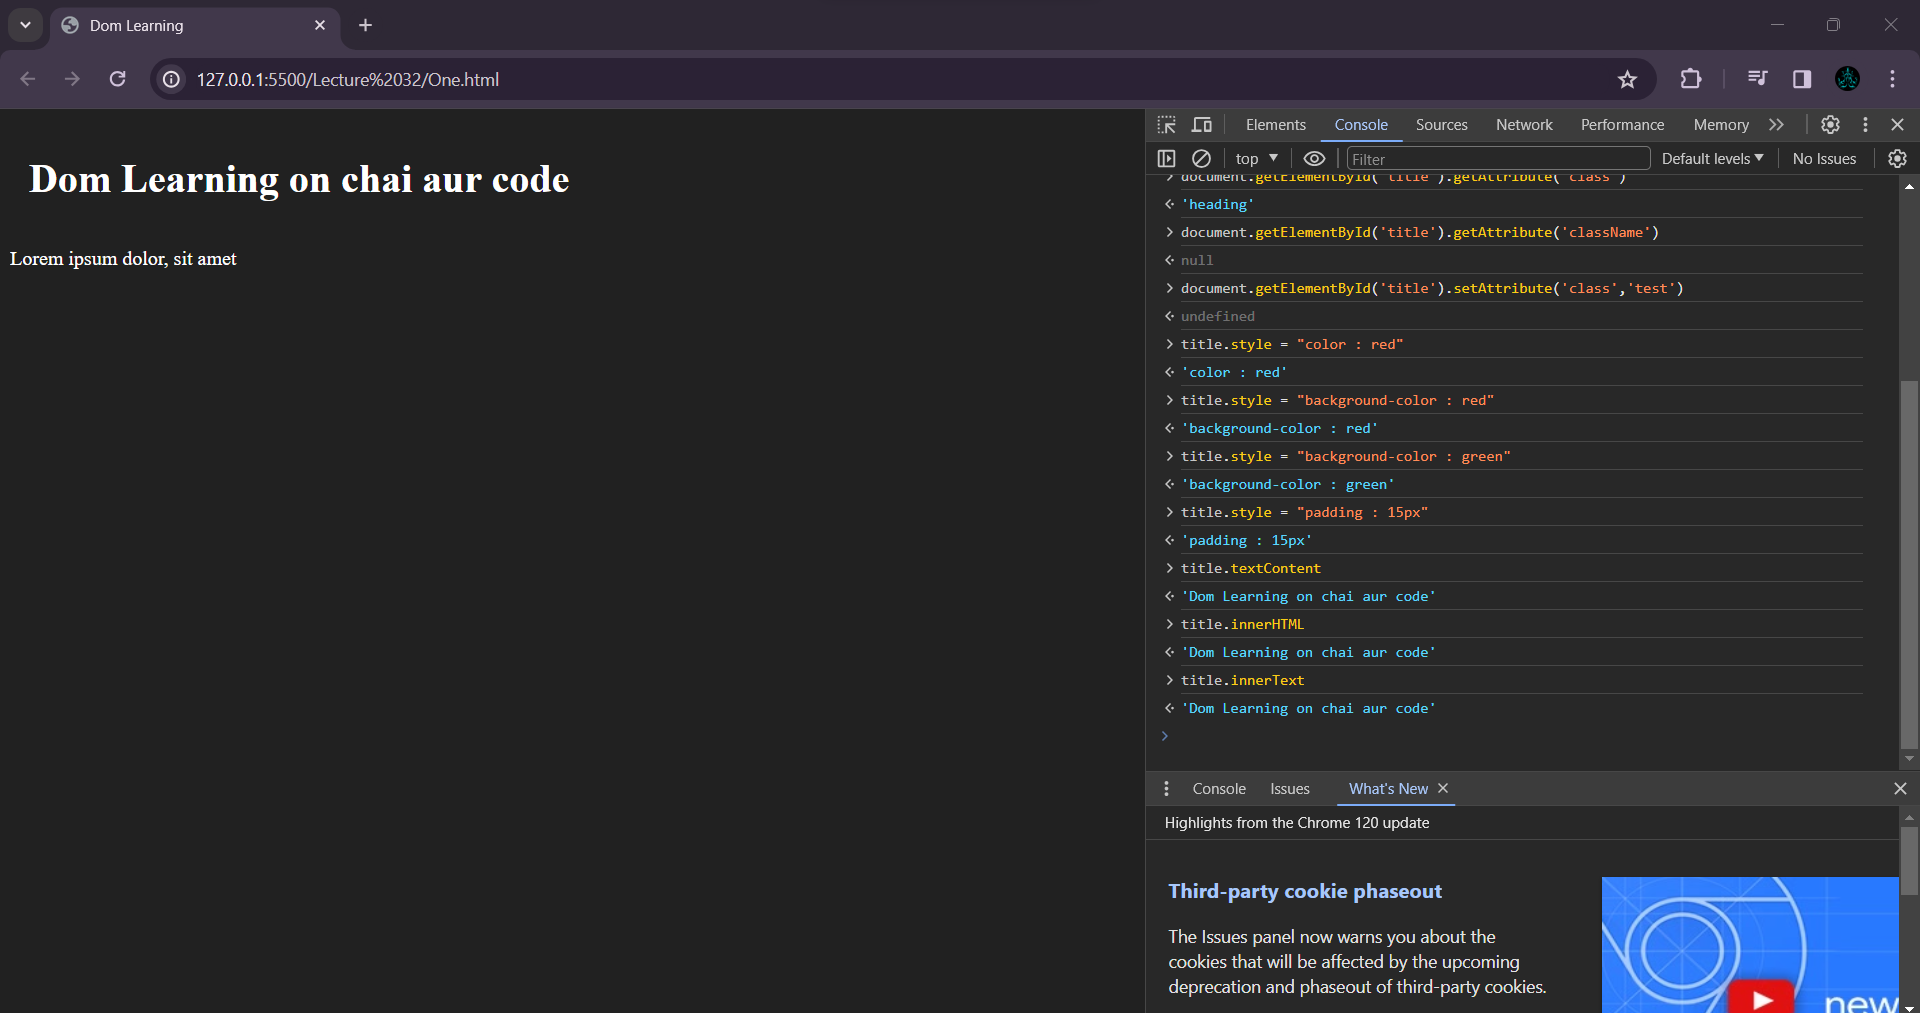 Dom Learning
127.0.0.1:5500/Lecture%2032/One.html
Dom Learning on chai aur code
Lorem ipsum dolor, sit amet
Elements Console Sources Network Performance Memory
top Filter Default levels No Issues
document.getElementById('title').getAttribute('class')
'heading'
document.getElementById('title').getAttribute('className')
null
document.getElementById('title').setAttribute('class','test')
undefined
title.style = "color : red"
'color : red'
title.style = "background-color : red"
'background-color : red'
title.style = "background-color : green"
'background-color : green'
title.style = "padding : 15px"
'padding : 15px'
title.textContent
'Dom Learning on chai aur code'
title.innerHTML
'Dom Learning on chai aur code'
title.innerText
'Dom Learning on chai aur code'
Console Issues What's New
Highlights from the Chrome 120 update
Third-party cookie phaseout
The Issues panel now warns you about the
cookies that will be affected by the upcoming
deprecation and phaseout of third-party cookies.
new